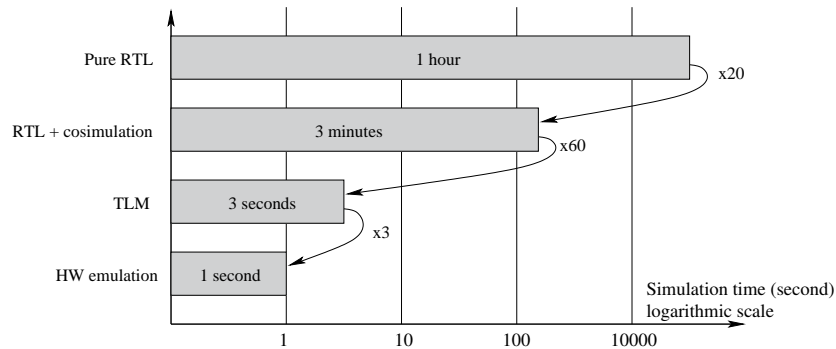 Pure RTL
1 hour
x20
RTL + cosimulation
3 minutes
x60
TLM
3 seconds
x3
HW emulation
1 second
Simulation time (second)
logarithmic scale
1
10
100
10000